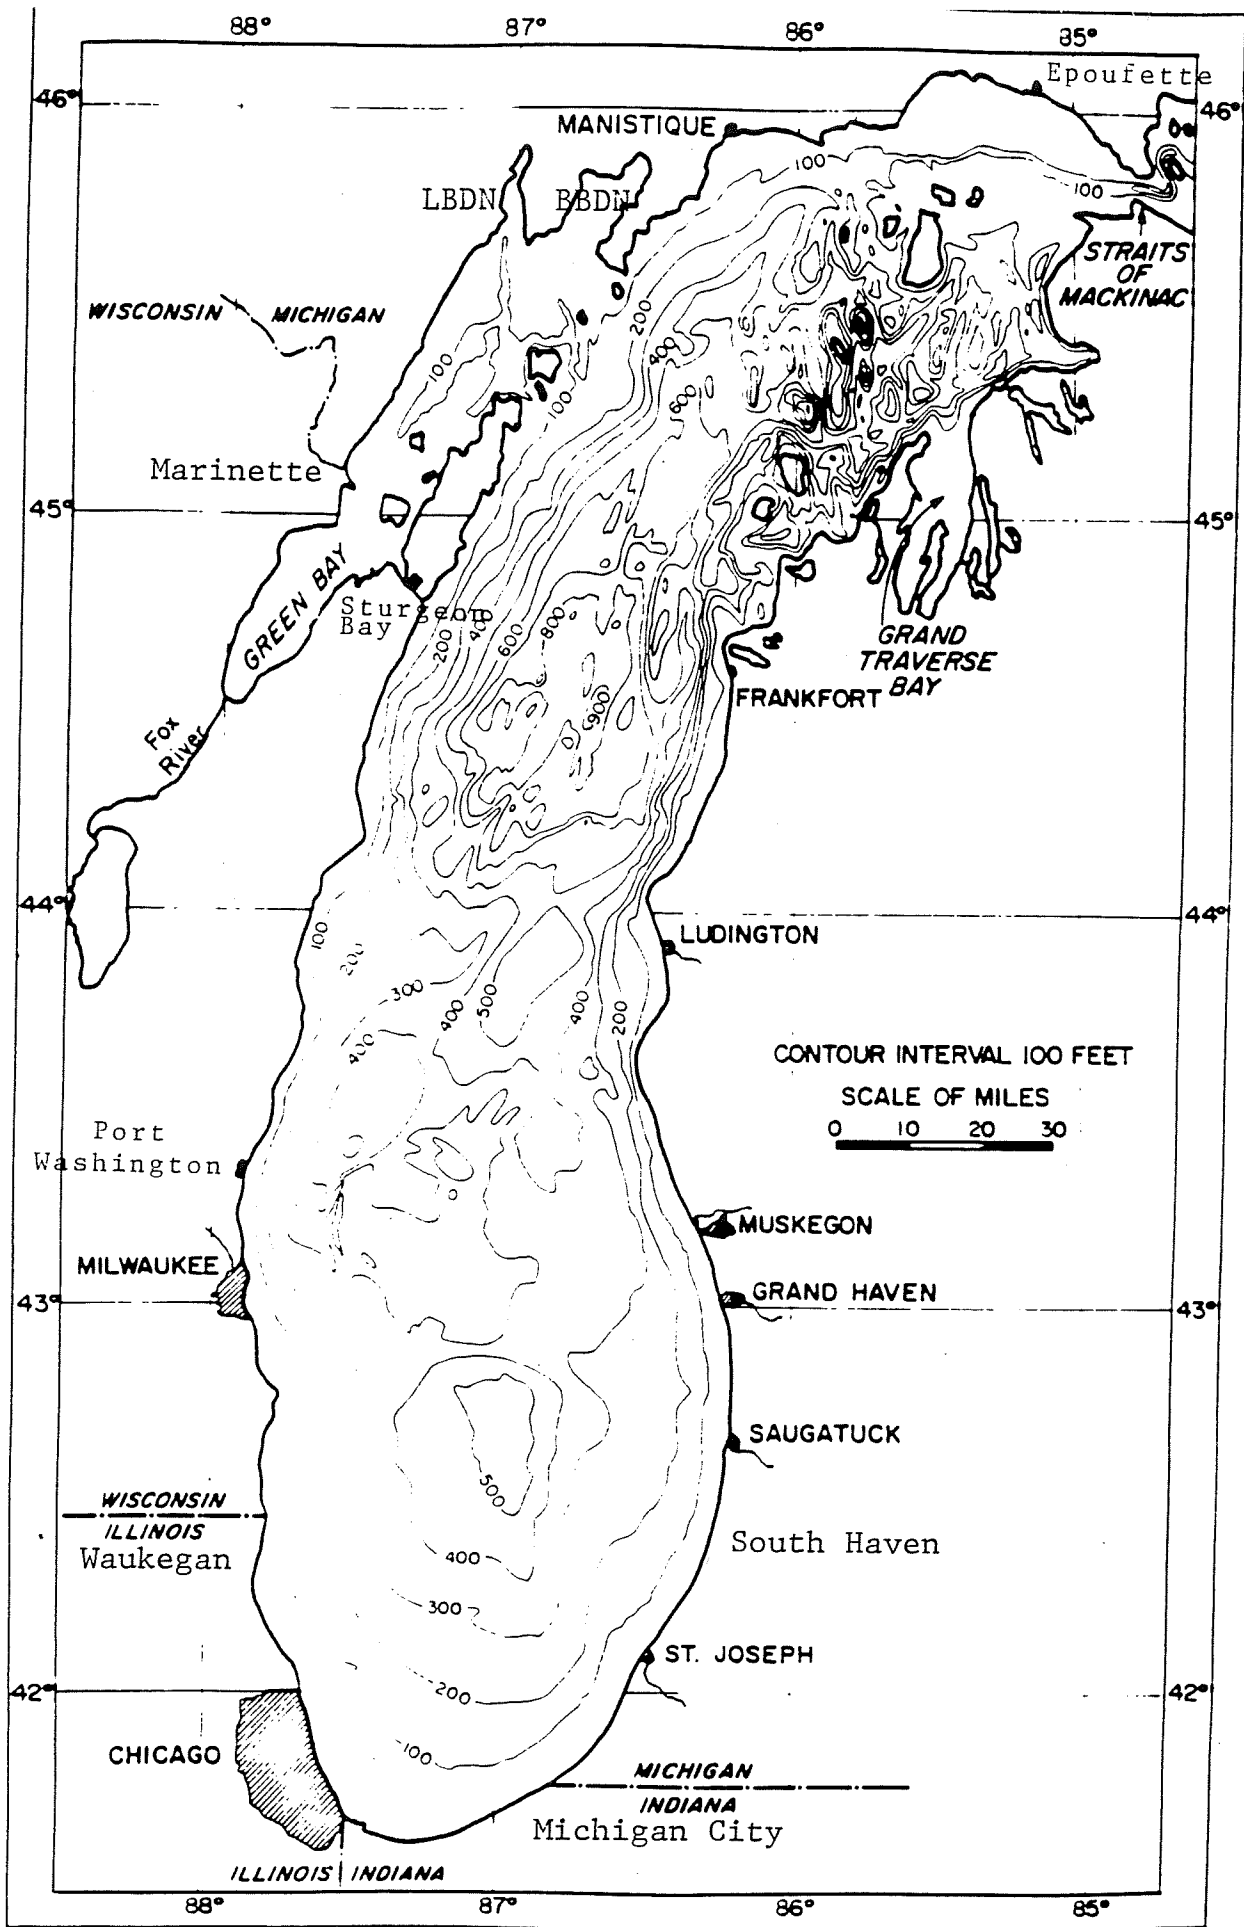 88° 87° 86° 85°
Epoufette
46° 46°
MANISTIQUE
100
100
LBDN BBDN
STRAITS
OF
MACKINAC
WISCONSIN MICHIGAN
200
400
100
100
600
Marinette
45° 45°
GREEN BAY
Sturgeon
Bay
200
400
600
800
GRAND
TRAVERSE
BAY
FRANKFORT
900
Fox
River
44° 44°
LUDINGTON
100
200
300
400
500
400
200
400
CONTOUR INTERVAL 100 FEET
SCALE OF MILES
0 10 20 30
Port
Washington
MUSKEGON
MILWAUKEE
GRAND HAVEN
43° 43°
SAUGATUCK
500
WISCONSIN
ILLINOIS
Waukegan
South Haven
400
300
ST. JOSEPH
200
42° 42°
CHICAGO
100
MICHIGAN
INDIANA
Michigan City
ILLINOIS INDIANA
88° 87° 86° 85°